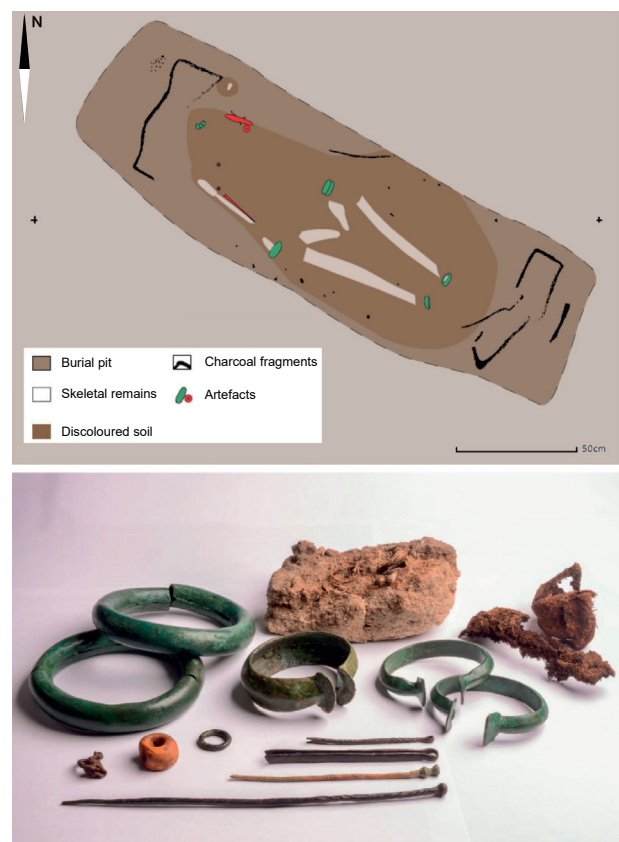 N
Burial pit
Charcoal fragments
Skeletal remains
Artefacts
Discoloured soil
50cm